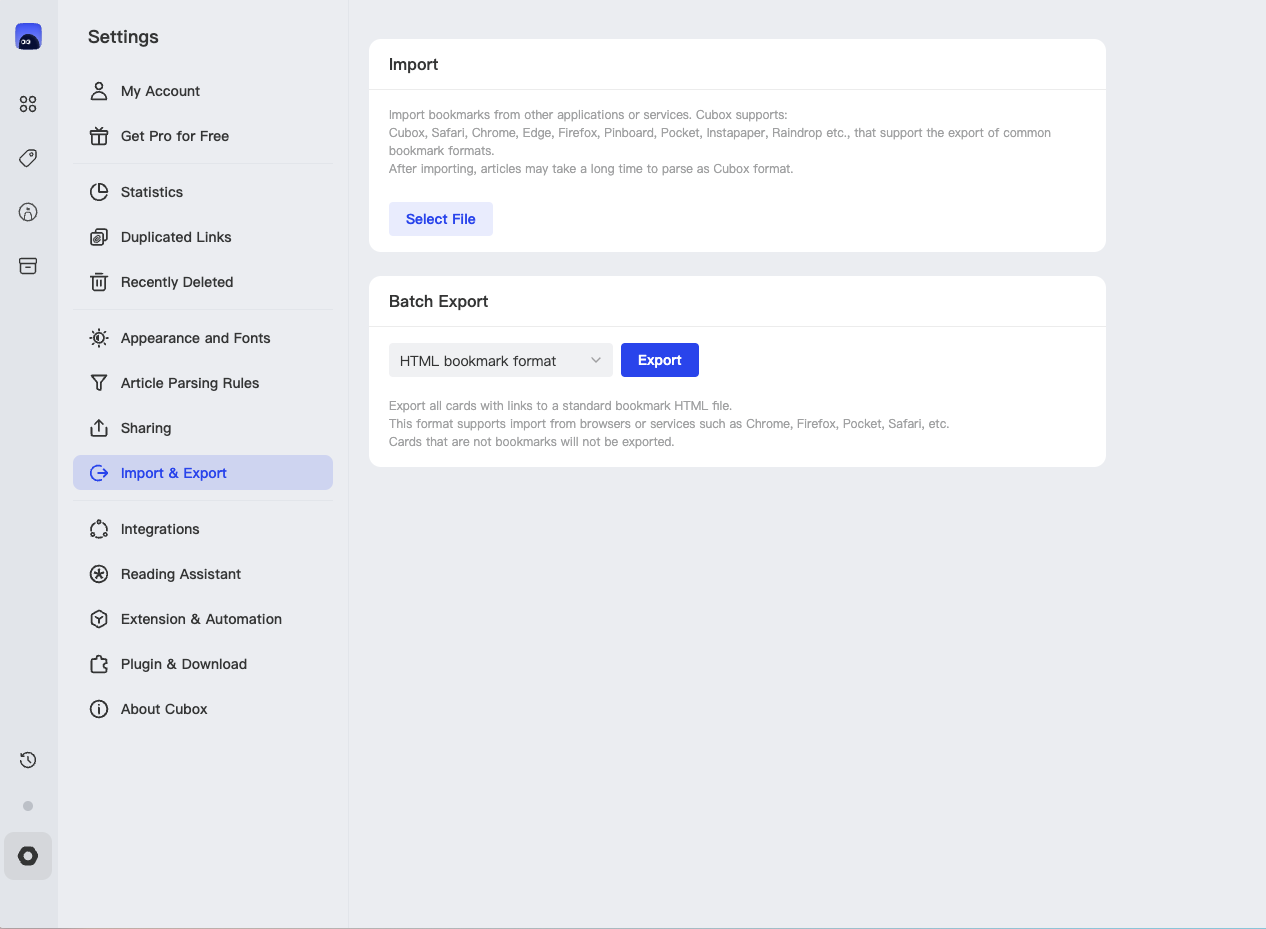 Settings
My Account
Get Pro for Free
Statistics
Duplicated Links
Recently Deleted
Appearance and Fonts
Article Parsing Rules
Sharing
Import & Export
Integrations
Reading Assistant
Extension & Automation
Plugin & Download
About Cubox
Import
Import bookmarks from other applications or services. Cubox supports:
Cubox, Safari, Chrome, Edge, Firefox, Pinboard, Pocket, Instapaper, Raindrop etc., that support the export of common
bookmark formats.
After importing, articles may take a long time to parse as Cubox format.
Select File
Batch Export
HTML bookmark format
Export
Export all cards with links to a standard bookmark HTML file.
This format supports import from browsers or services such as Chrome, Firefox, Pocket, Safari, etc.
Cards that are not bookmarks will not be exported.